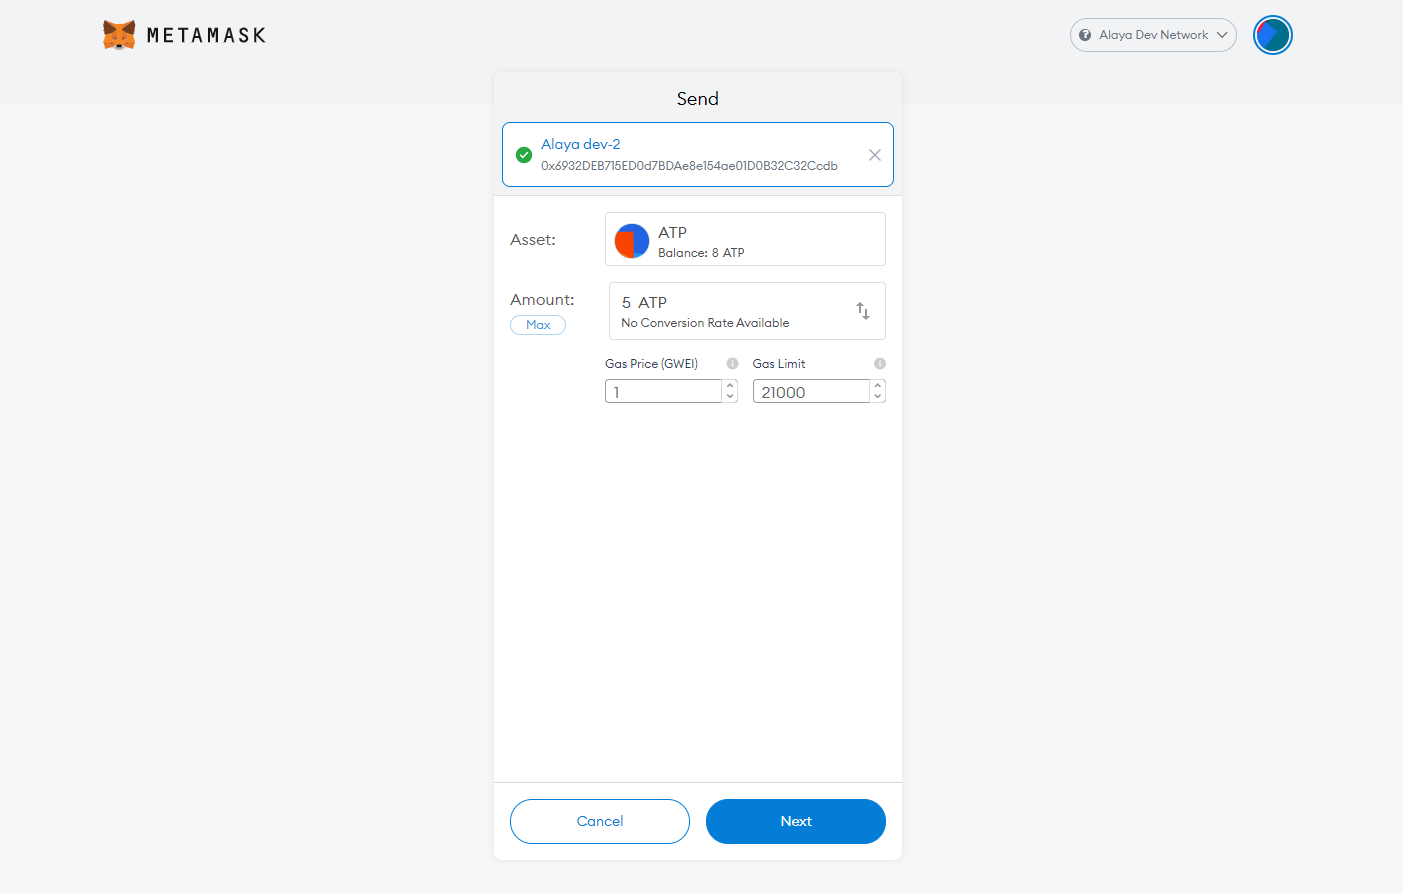 METAMASK
Alaya Dev Network
Send
Alaya dev-2
0x6932DEB715ED0d7BDAe8e154ae01D0B32C32Ccdb
Asset:
ATP
Balance: 8 ATP
Amount:
Max
5 ATP
No Conversion Rate Available
Gas Price (GWEI)
Gas Limit
1
21000
Cancel
Next